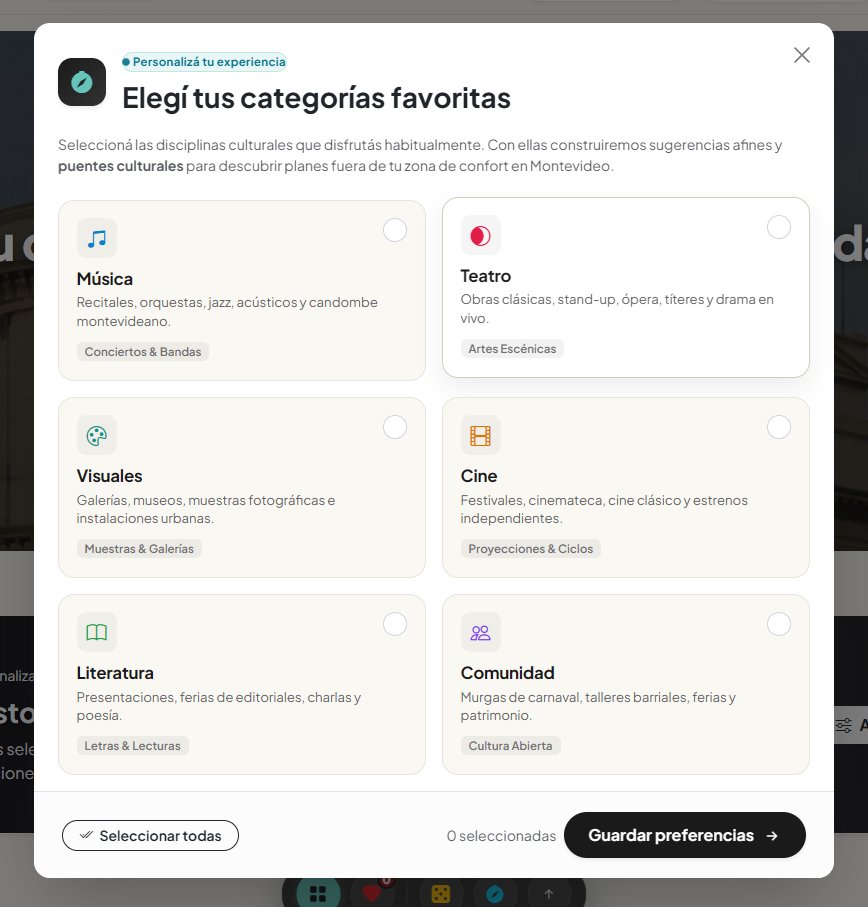 Personalizá tu experiencia
Elegí tus categorías favoritas
Seleccioná las disciplinas culturales que disfrutás habitualmente. Con ellas construiremos sugerencias afines y
puentes culturales para descubrir planes fuera de tu zona de confort en Montevideo.
Música
Recitales, orquestas, jazz, acústicos y candombe
montevideano.
Conciertos & Bandas
Teatro
Obras clásicas, stand-up, ópera, títeres y drama en
vivo.
Artes Escénicas
Visuales
Galerías, museos, muestras fotográficas e
instalaciones urbanas.
Muestras & Galerías
Cine
Festivales, cinemateca, cine clásico y estrenos
independientes.
Proyecciones & Ciclos
Literatura
Presentaciones, ferias de editoriales, charlas y
poesía.
Letras & Lecturas
Comunidad
Murgas de carnaval, talleres barriales, ferias y
patrimonio.
Cultura Abierta
Seleccionar todas
0 seleccionadas
Guardar preferencias